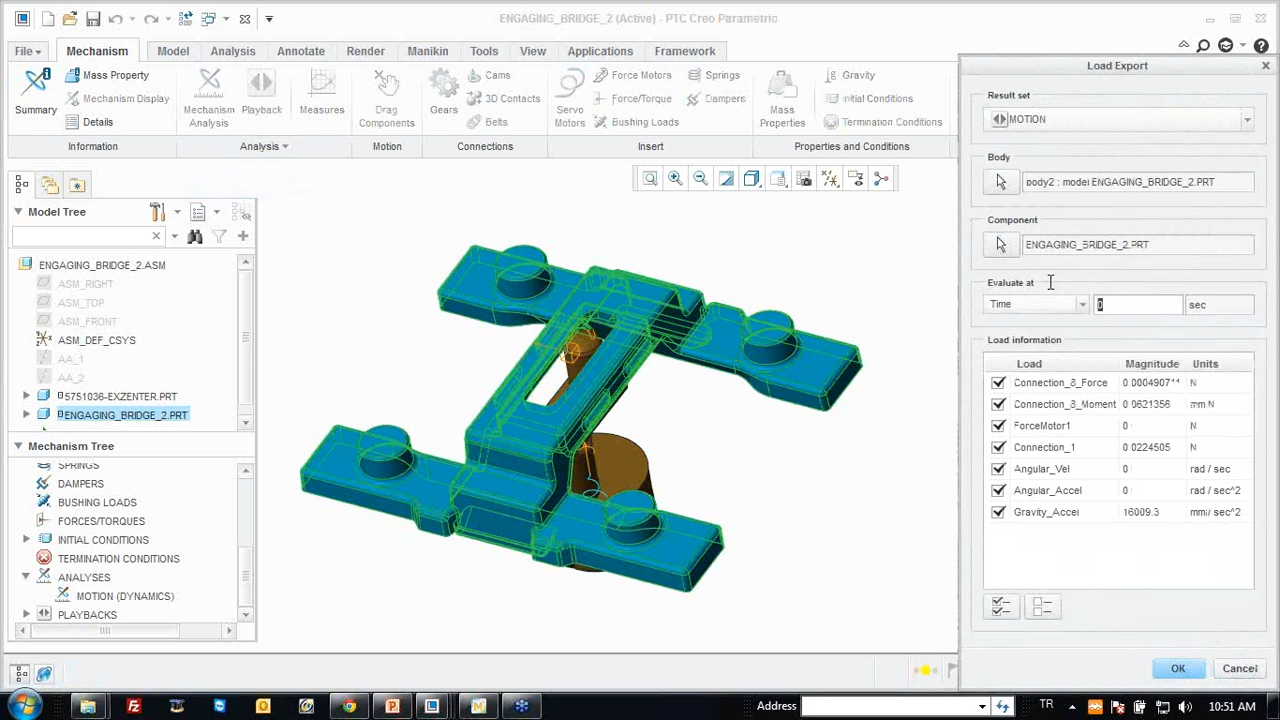 ENGAGING_BRIDGE_2 (Active) - PTC Creo Parametric
File
Mechanism
Model
Analysis
Annotate
Render
Manikin
Tools
View
Applications
Framework
Summary
Mass Property
Mechanism Display
Details
Information
Mechanism
Analysis
Playback
Measures
Analysis
Drag
Components
Motion
Gears
Cams
3D Contacts
Belts
Connections
Servo
Motors
Force Motors
Force/Torque
Bushing Loads
Springs
Dampers
Insert
Mass
Properties
Gravity
Initial Conditions
Termination Conditions
Properties and Conditions
Model Tree
ENGAGING_BRIDGE_2.ASM
ASM_RIGHT
ASM_TOP
ASM_FRONT
ASM_DEF_CSYS
AA_1
AA_2
5751036-EXZENTER.PRT
ENGAGING_BRIDGE_2.PRT
Mechanism Tree
SPRINGS
DAMPERS
BUSHING LOADS
FORCES/TORQUES
INITIAL CONDITIONS
TERMINATION CONDITIONS
ANALYSES
MOTION (DYNAMICS)
PLAYBACKS
Load Export
Result set
MOTION
Body
body2 : model ENGAGING_BRIDGE_2.PRT
Component
ENGAGING_BRIDGE_2.PRT
Evaluate at
Time 0 sec
Load information
Load Magnitude Units
Connection_8_Force N
Connection_8_Moment 0.0621356 mm N
ForceMotor1 0 N
Connection_1 0.0224505 N
Angular_Vel 0 rad / sec
Angular_Accel 0 rad / sec^2
Gravity_Accel 16009.3 mm / sec^2
OK Cancel
Address
TR
10:51 AM